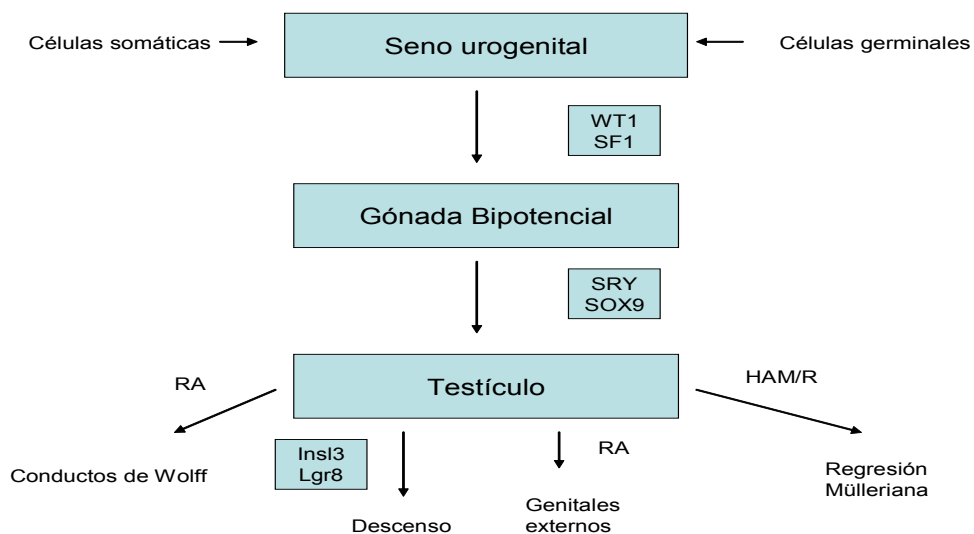 Células somáticas
Seno urogenital
Células germinales
WT1
SF1
Gónada Bipotencial
SRY
SOX9
RA
Testículo
HAM/R
Insl3
Lgr8
RA
Conductos de Wolff
Descenso
Genitales
externos
Regresión
Mülleriana